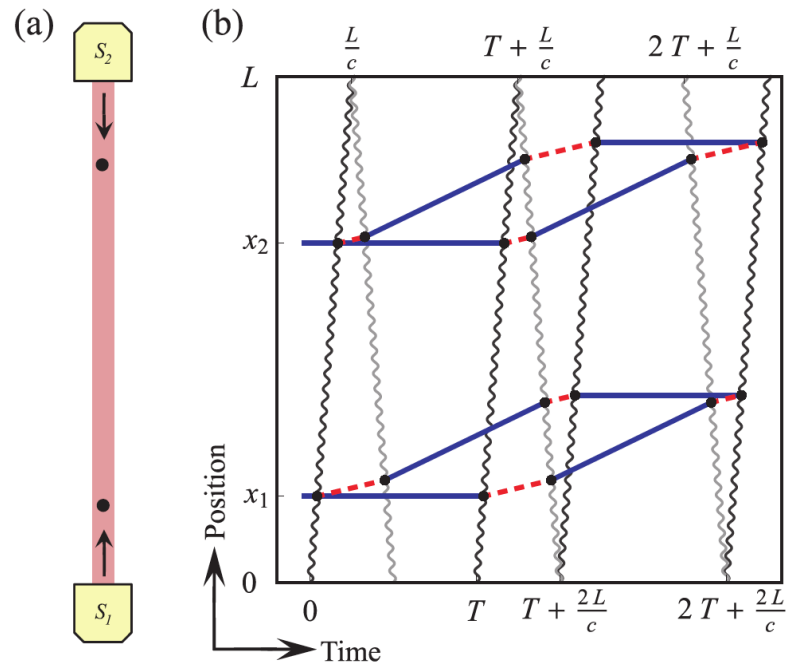 (a)
S₂
S₁
(b)
L/c
T + L/c
2 T + L/c
L
x₂
x₁
0
Position
Time
0
T
T + 2L/c
2 T + 2L/c